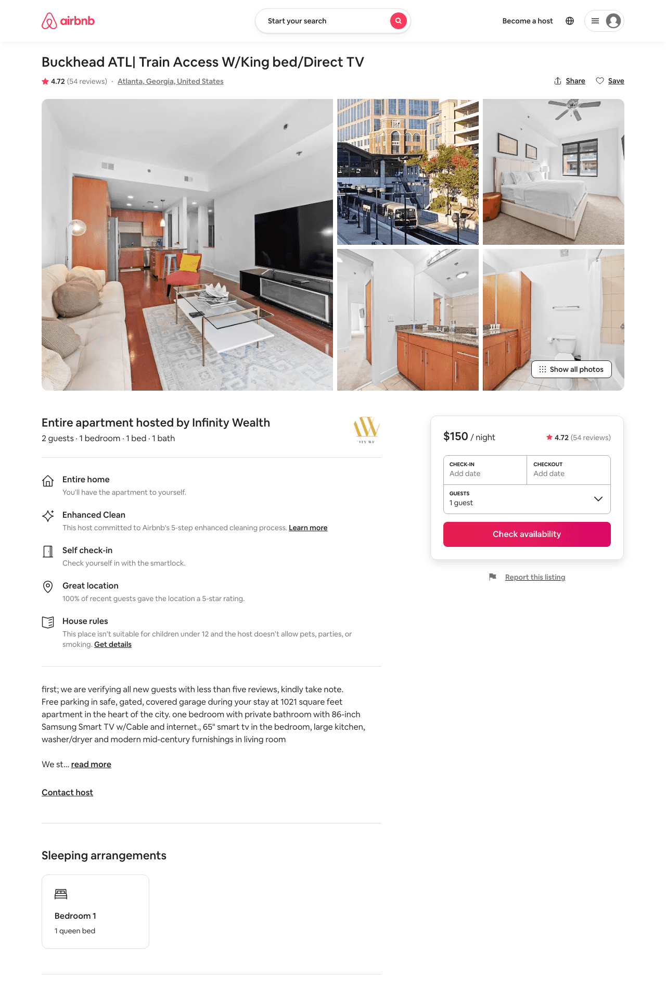 airbnb
Start your search
Become a host
Buckhead ATL| Train Access W/King bed/Direct TV
4.72 (54 reviews) · Atlanta, Georgia, United States
Share
Save
Show all photos
Entire apartment hosted by Infinity Wealth
2 guests · 1 bedroom · 1 bed · 1 bath
Entire home
You’ll have the apartment to yourself.
Enhanced Clean
This host committed to Airbnb's 5-step enhanced cleaning process. Learn more
Self check-in
Check yourself in with the smartlock.
Great location
100% of recent guests gave the location a 5-star rating.
House rules
This place isn’t suitable for children under 12 and the host doesn’t allow pets, parties, or
smoking. Get details
$150 / night
4.72 (54 reviews)
CHECK-IN
Add date
CHECKOUT
Add date
GUESTS
1 guest
Check availability
Report this listing
first; we are verifying all new guests with less than five reviews, kindly take note.
Free parking in safe, gated, covered garage during your stay at 1021 square feet
apartment in the heart of the city. one bedroom with private bathroom with 86-inch
Samsung Smart TV w/Cable and internet., 65" smart tv in the bedroom, large kitchen,
washer/dryer and modern mid-century furnishings in living room
We st... read more
Contact host
Sleeping arrangements
Bedroom 1
1 queen bed